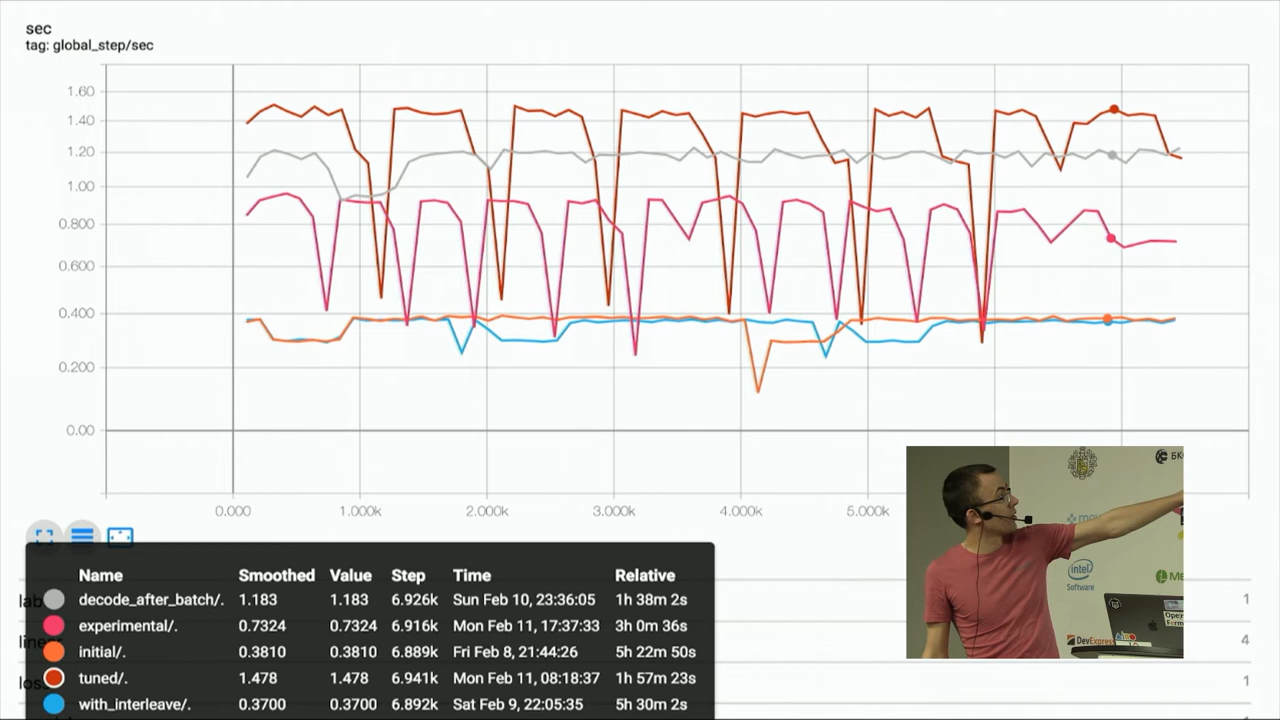 sec
tag: global_step/sec
1.60
1.40
1.20
1.00
0.800
0.600
0.400
0.200
0.00
0.000
1.000k
2.000k
3.000k
4.000k
5.000k
Name Smoothed Value Step Time Relative
decode_after_batch/. 1.183 1.183 6.926k Sun Feb 10, 23:36:05 1h 38m 2s
experimental/. 0.7324 0.7324 6.916k Mon Feb 11, 17:37:33 3h 0m 36s
initial/. 0.3810 0.3810 6.889k Fri Feb 8, 21:44:26 5h 22m 50s
tuned/. 1.478 1.478 6.941k Mon Feb 11, 08:18:37 1h 57m 23s
with_interleave/. 0.3700 0.3700 6.892k Sat Feb 9, 22:05:35 5h 30m 2s
1
4
1
intel
Software
DevExpress